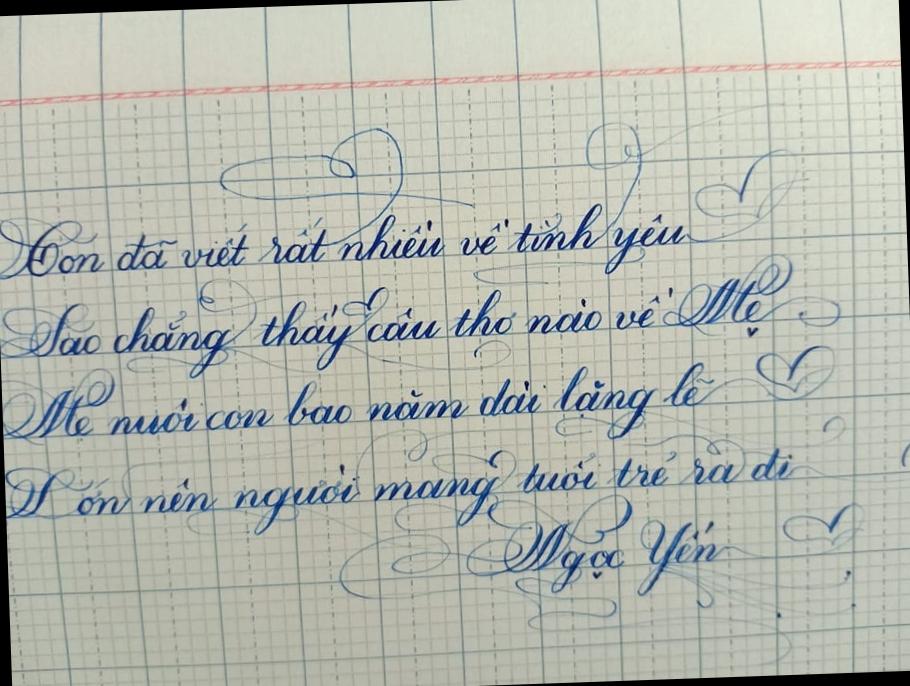 Con đã viết rất nhiều về tình yêu
Sao chẳng thấy câu thơ nào về Mẹ
Mẹ nuôi con bao năm dài lặng lẽ
Lớn nên người mang tuổi trẻ ra đi
Ngọc Yến